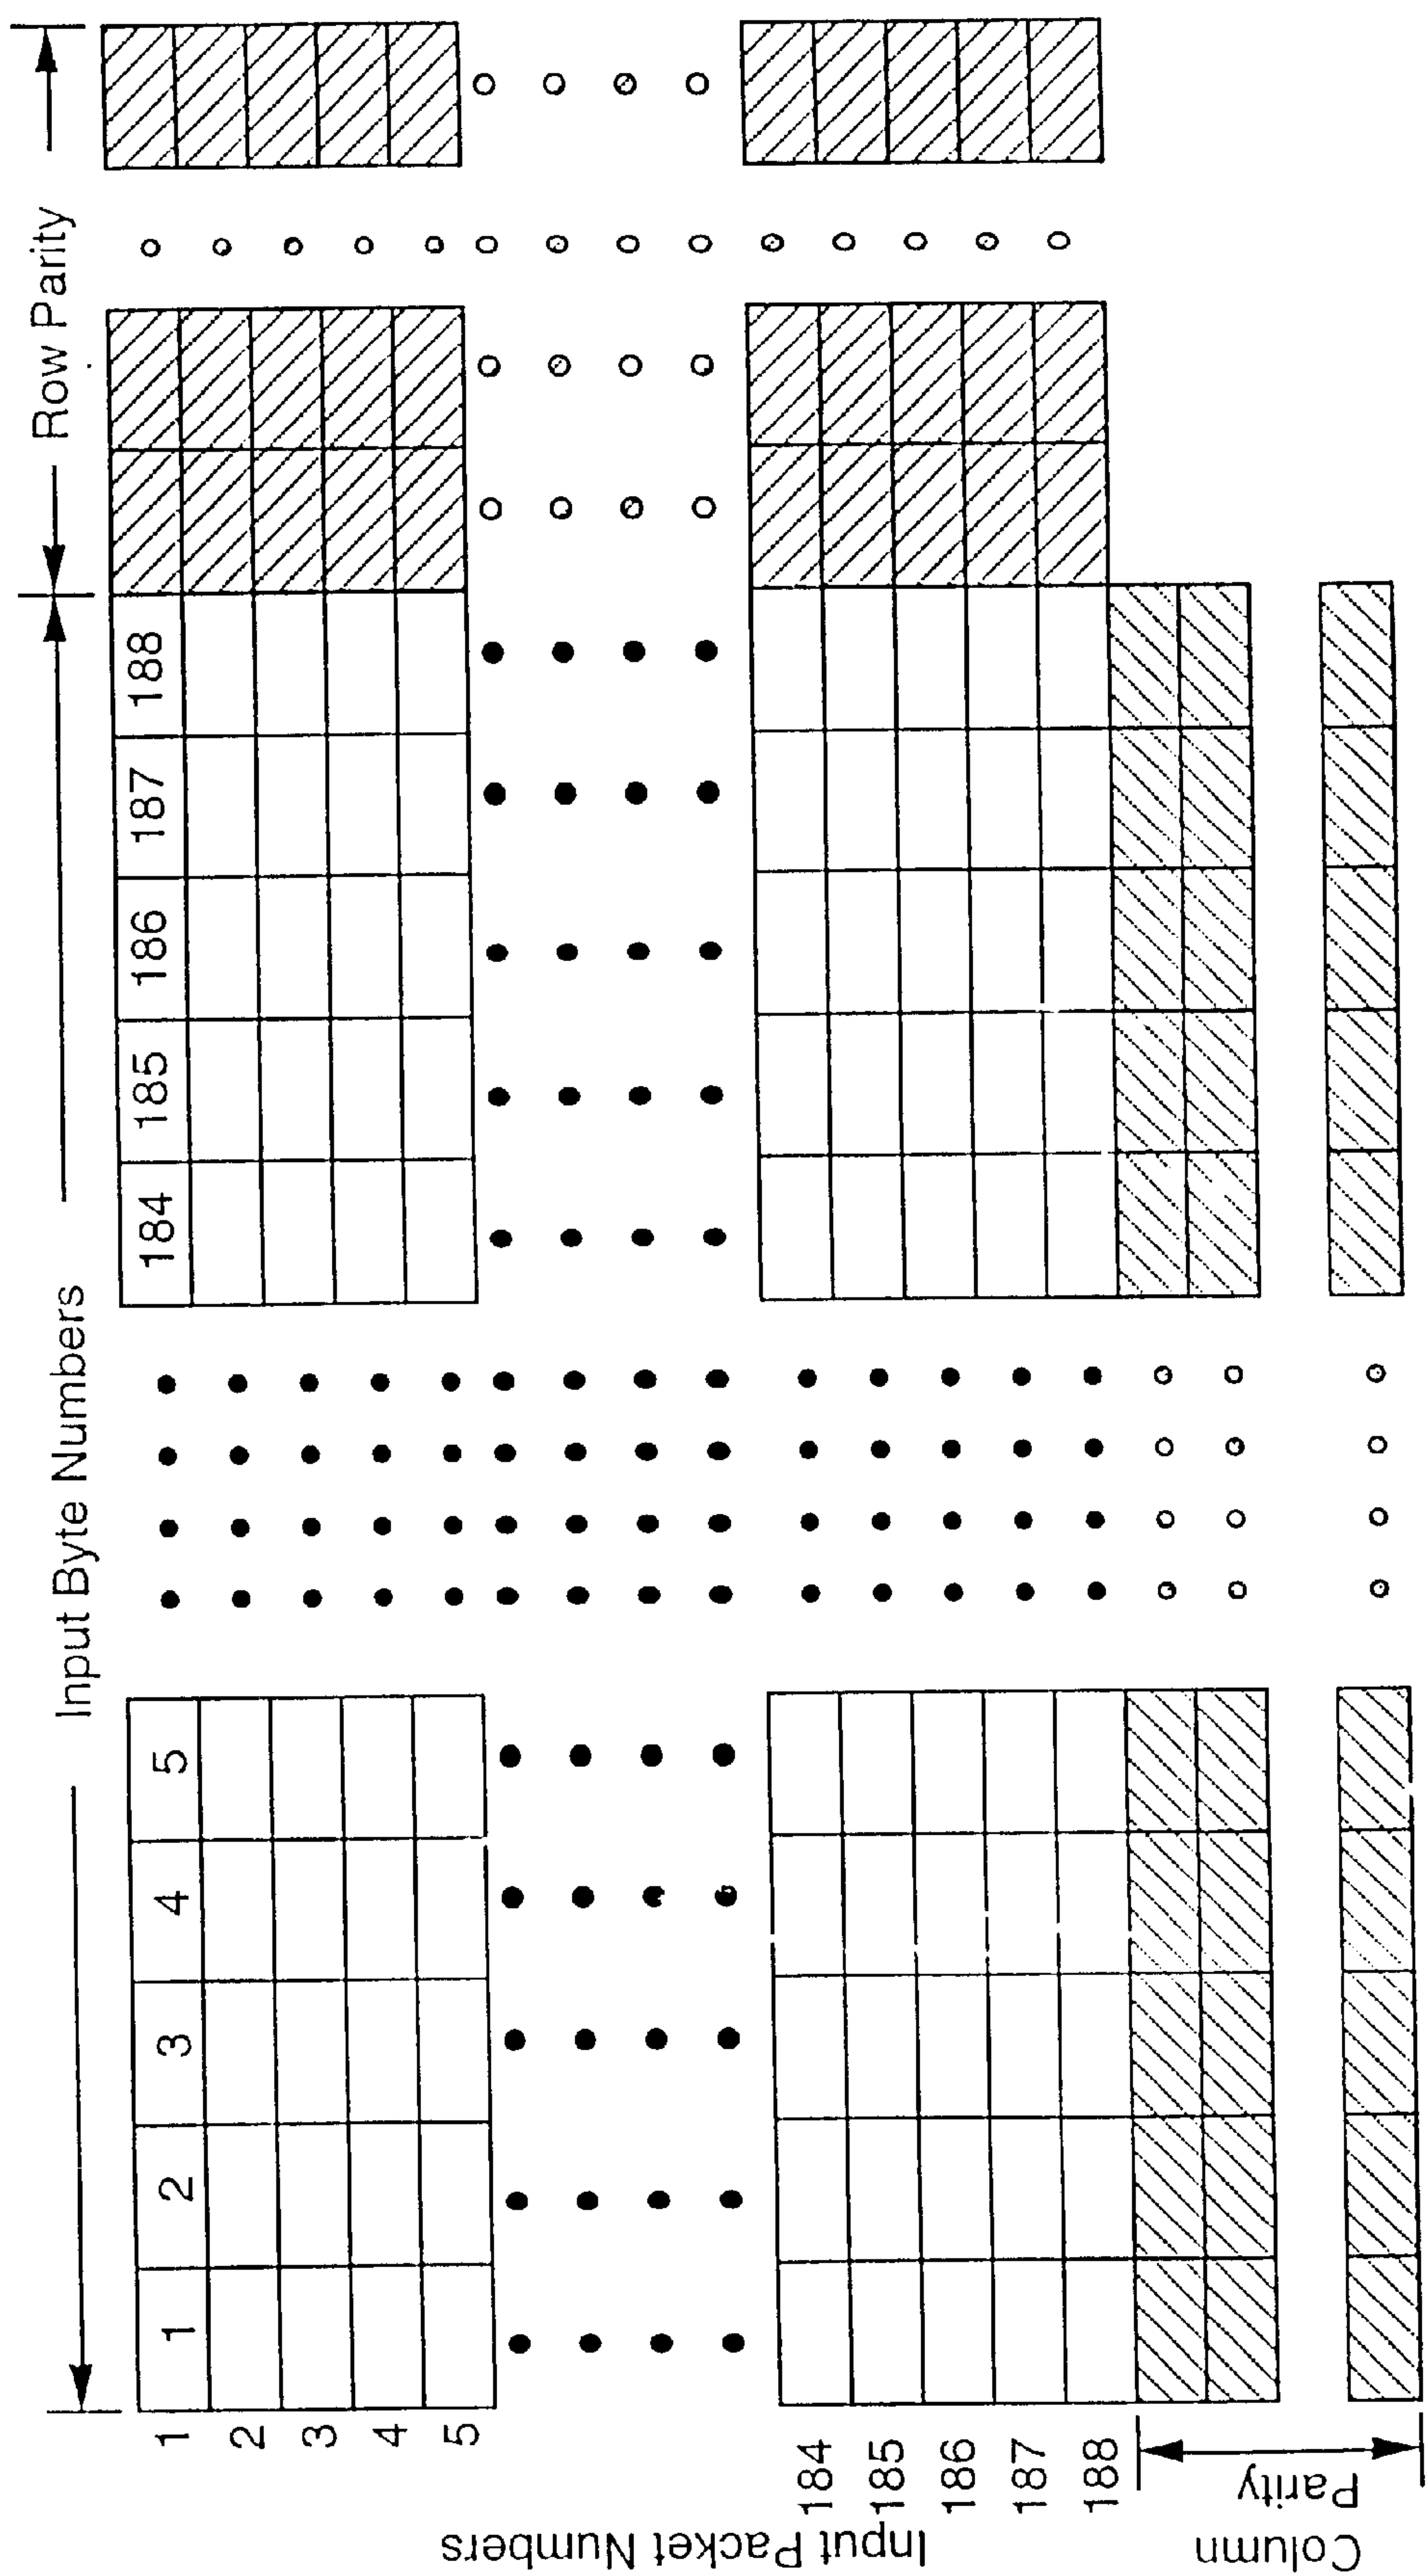 Input Byte Numbers
Row Parity
1 2 3 4 5 184 185 186 187 188
Input Packet Numbers
1
2
3
4
5
184
185
186
187
188
Column
Parity